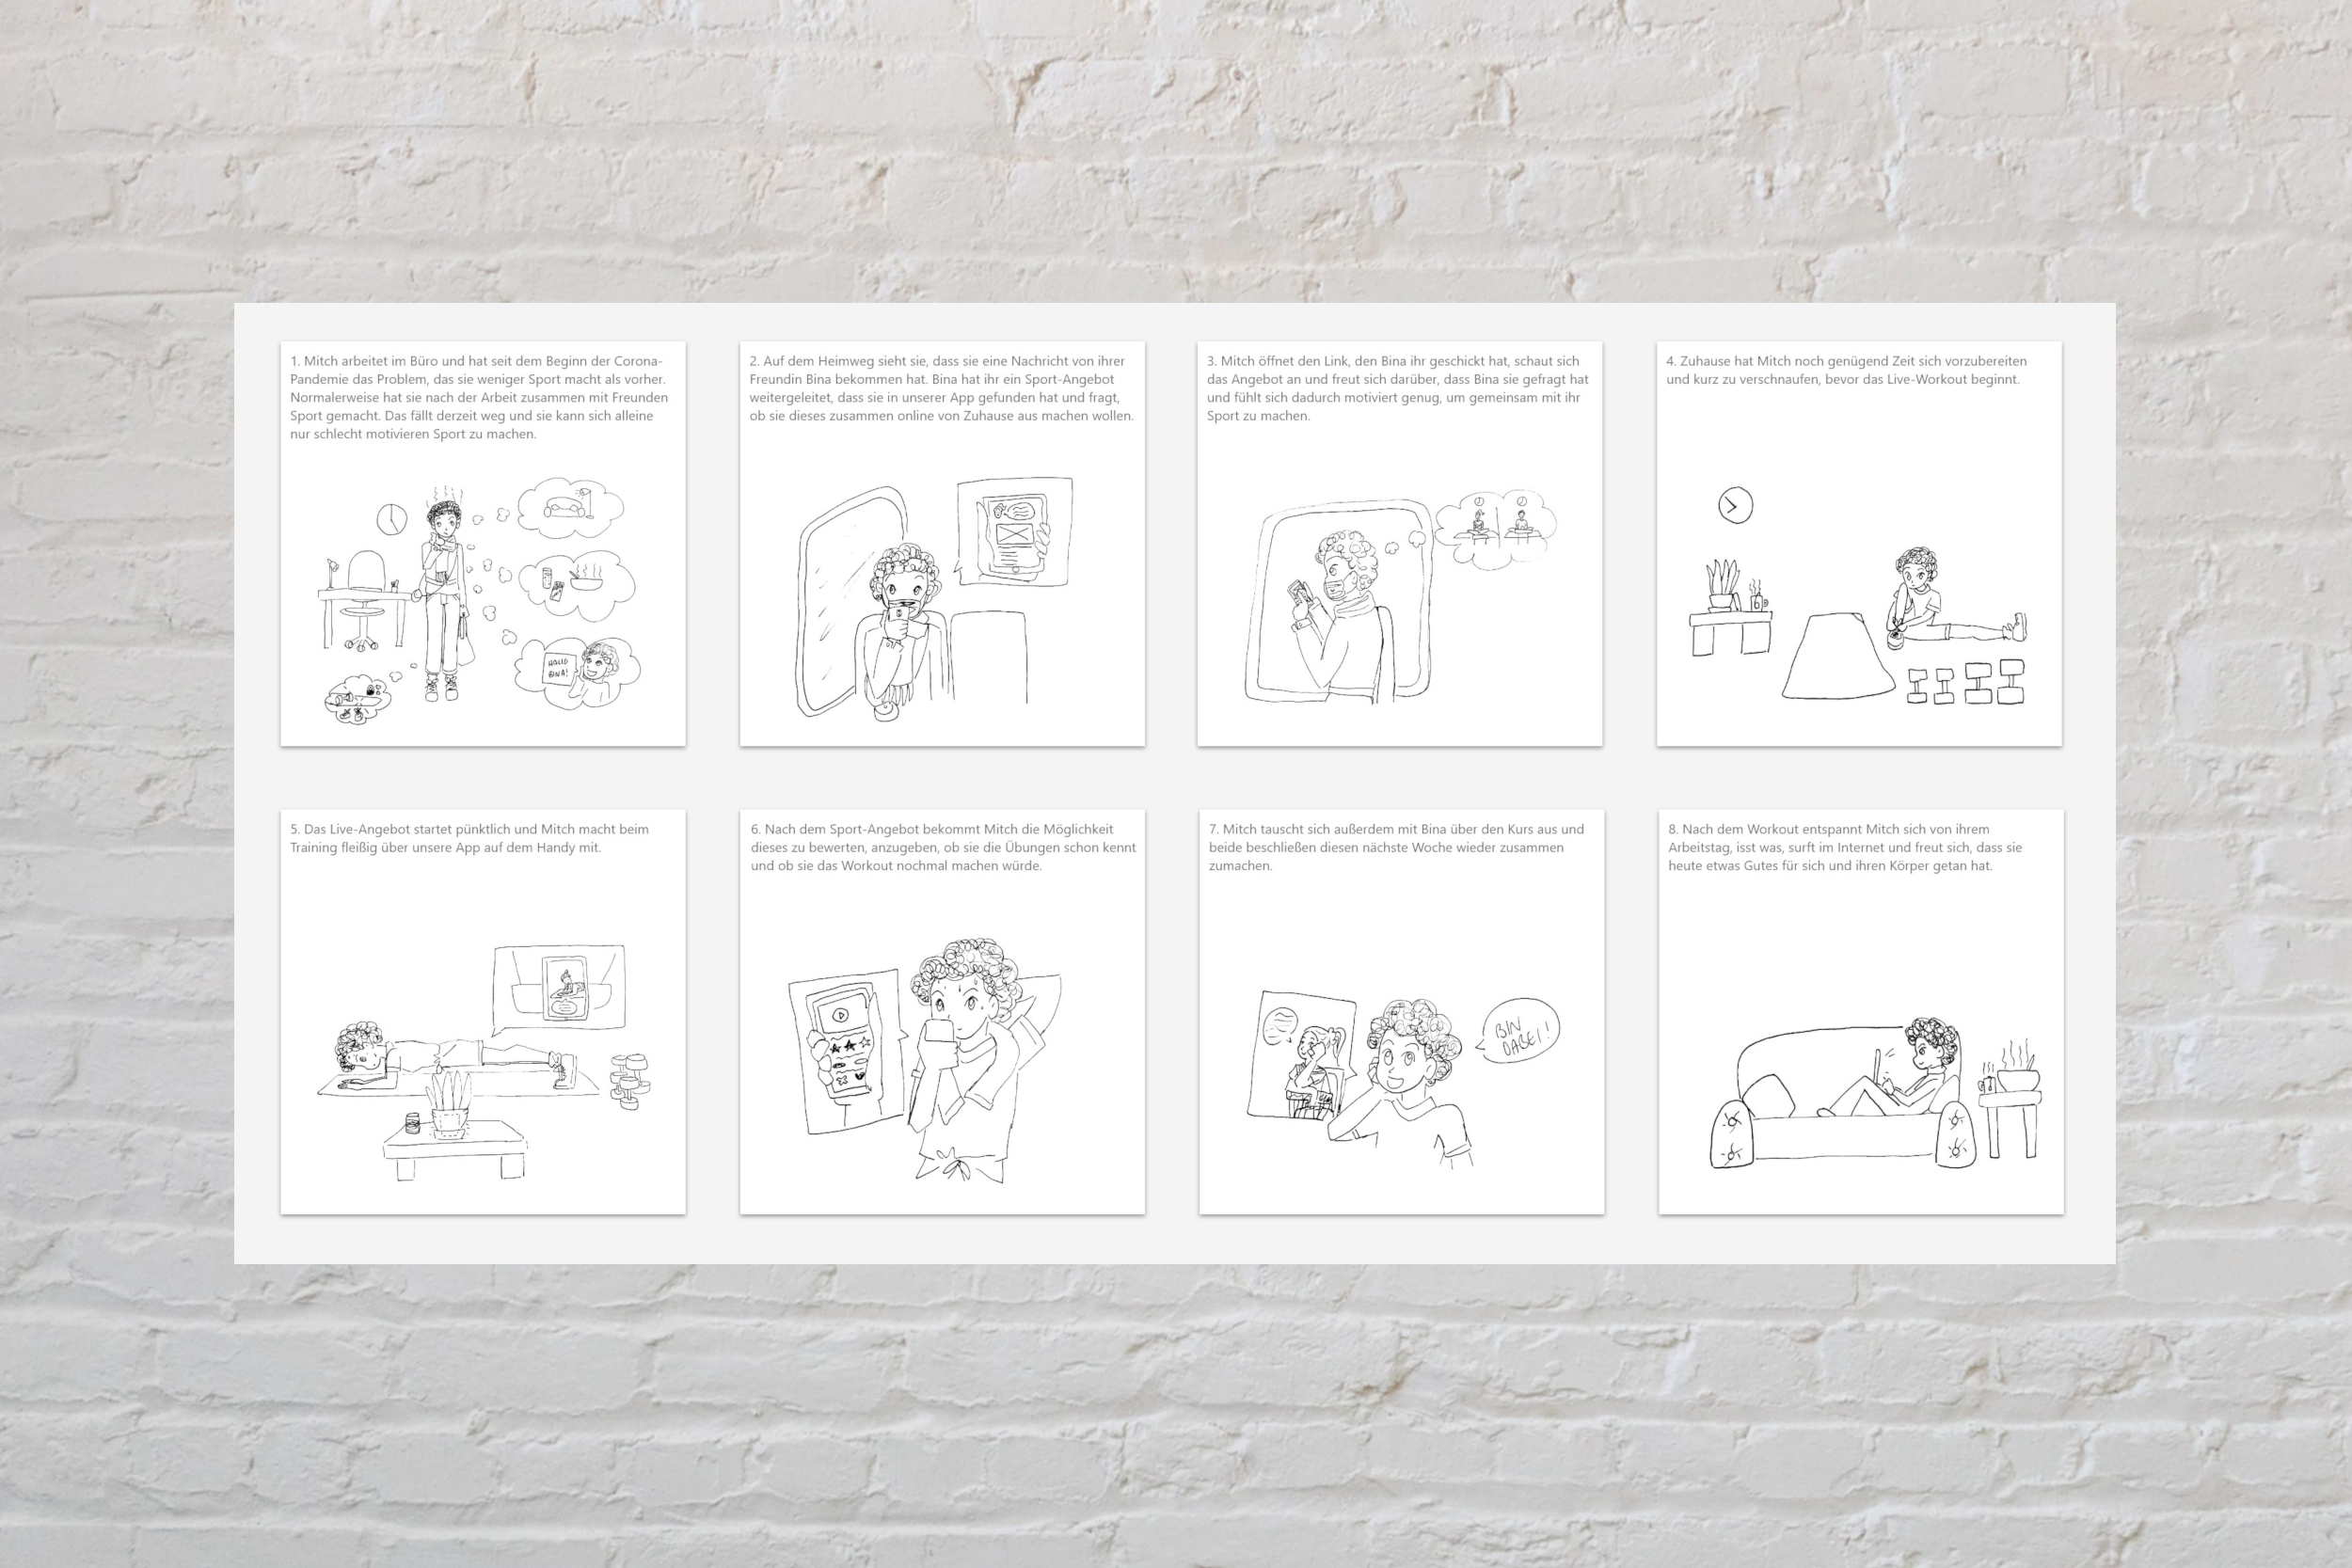 1. Mitch arbeitet im Büro und hat seit dem Beginn der Corona-
Pandemie das Problem, das sie weniger Sport macht als vorher.
Normalerweise hat sie nach der Arbeit zusammen mit Freunden
Sport gemacht. Das fällt derzeit weg und sie kann sich alleine
nur schlecht motivieren Sport zu machen.
HALLO
BINA!
2. Auf dem Heimweg sieht sie, dass sie eine Nachricht von ihrer
Freundin Bina bekommen hat. Bina hat ihr ein Sport-Angebot
weitergeleitet, dass sie in unserer App gefunden hat und fragt,
ob sie dieses zusammen online von Zuhause aus machen wollen.
3. Mitch öffnet den Link, den Bina ihr geschickt hat, schaut sich
das Angebot an und freut sich darüber, dass Bina sie gefragt hat
und fühlt sich dadurch motiviert genug, um gemeinsam mit ihr
Sport zu machen.
4. Zuhause hat Mitch noch genügend Zeit sich vorzubereiten
und kurz zu verschnaufen, bevor das Live-Workout beginnt.
5. Das Live-Angebot startet pünktlich und Mitch macht beim
Training fleißig über unsere App auf dem Handy mit.
6. Nach dem Sport-Angebot bekommt Mitch die Möglichkeit
dieses zu bewerten, anzugeben, ob sie die Übungen schon kennt
und ob sie das Workout nochmal machen würde.
7. Mitch tauscht sich außerdem mit Bina über den Kurs aus und
beide beschließen diesen nächste Woche wieder zusammen
zumachen.
BIN
DABEI!
8. Nach dem Workout entspannt Mitch sich von ihrem
Arbeitstag, isst was, surft im Internet und freut sich, dass sie
heute etwas Gutes für sich und ihren Körper getan hat.